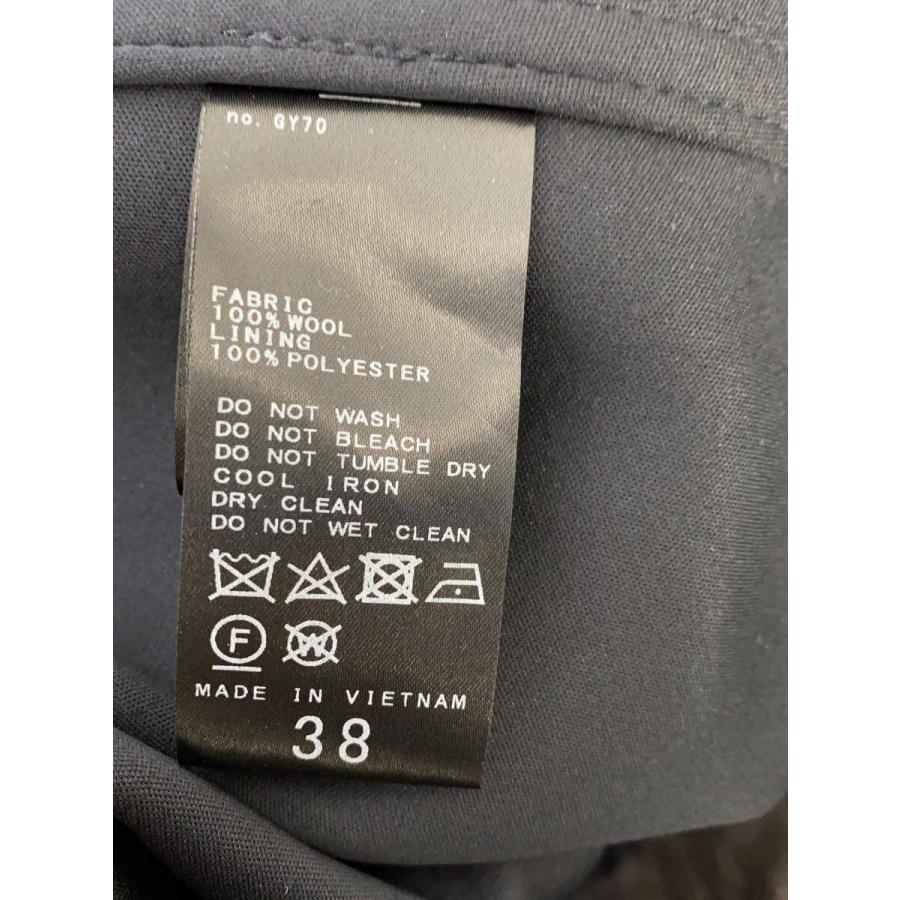 no. GY70
FABRIC
100% WOOL
LINING
100% POLYESTER
DO NOT WASH
DO NOT BLEACH
DO NOT TUMBLE DRY
COOL IRON
DRY CLEAN
DO NOT WET CLEAN
F W
MADE IN VIETNAM
38